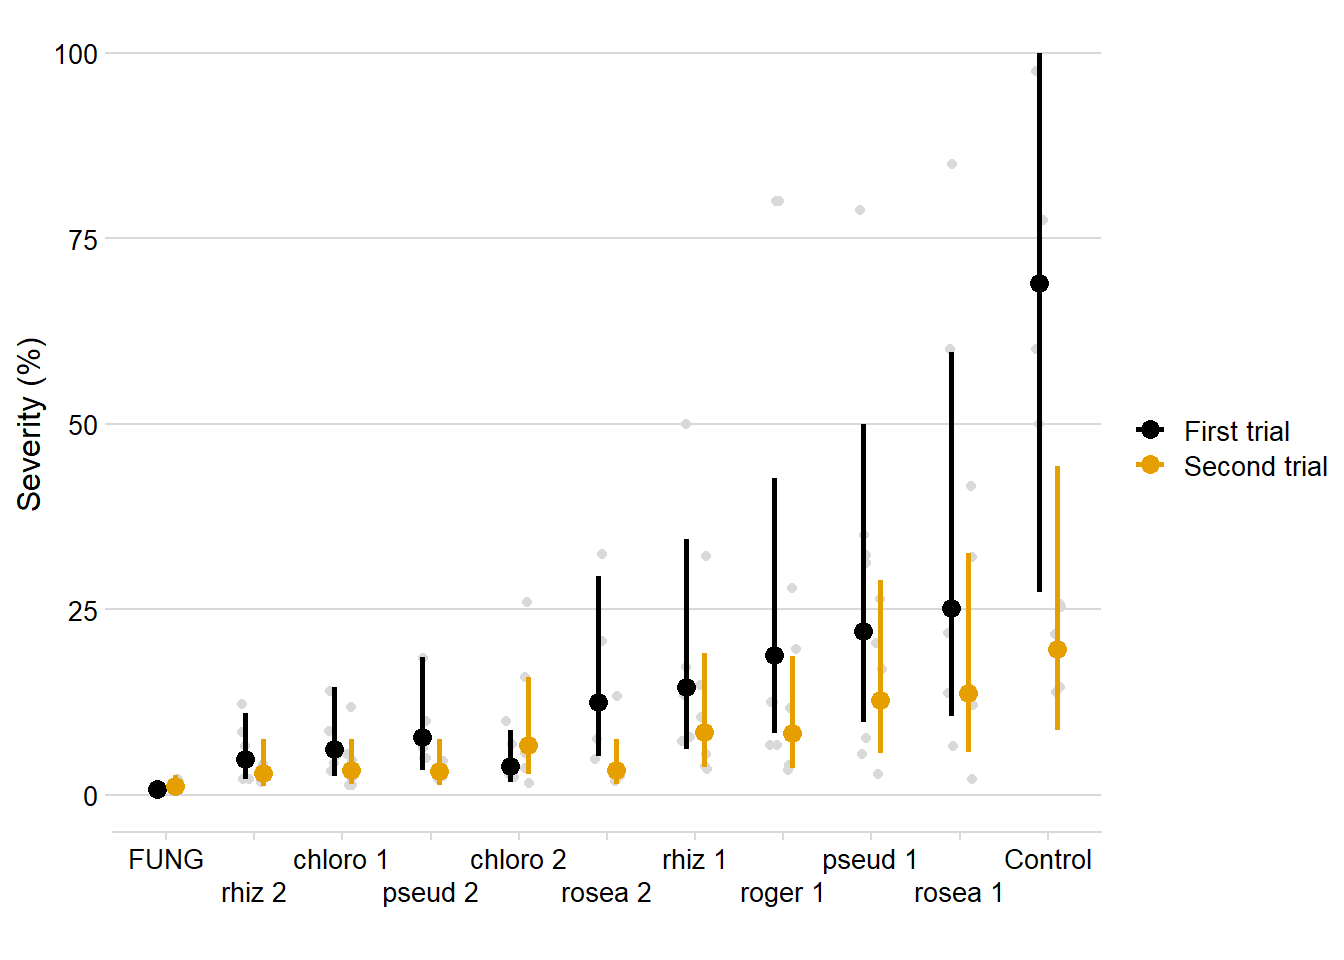 100
75
50
25
0
Severity (%)
First trial
Second trial
FUNG chloro 1 chloro 2 rhiz 1 pseud 1 Control
rhiz 2 pseud 2 rosea 2 roger 1 rosea 1